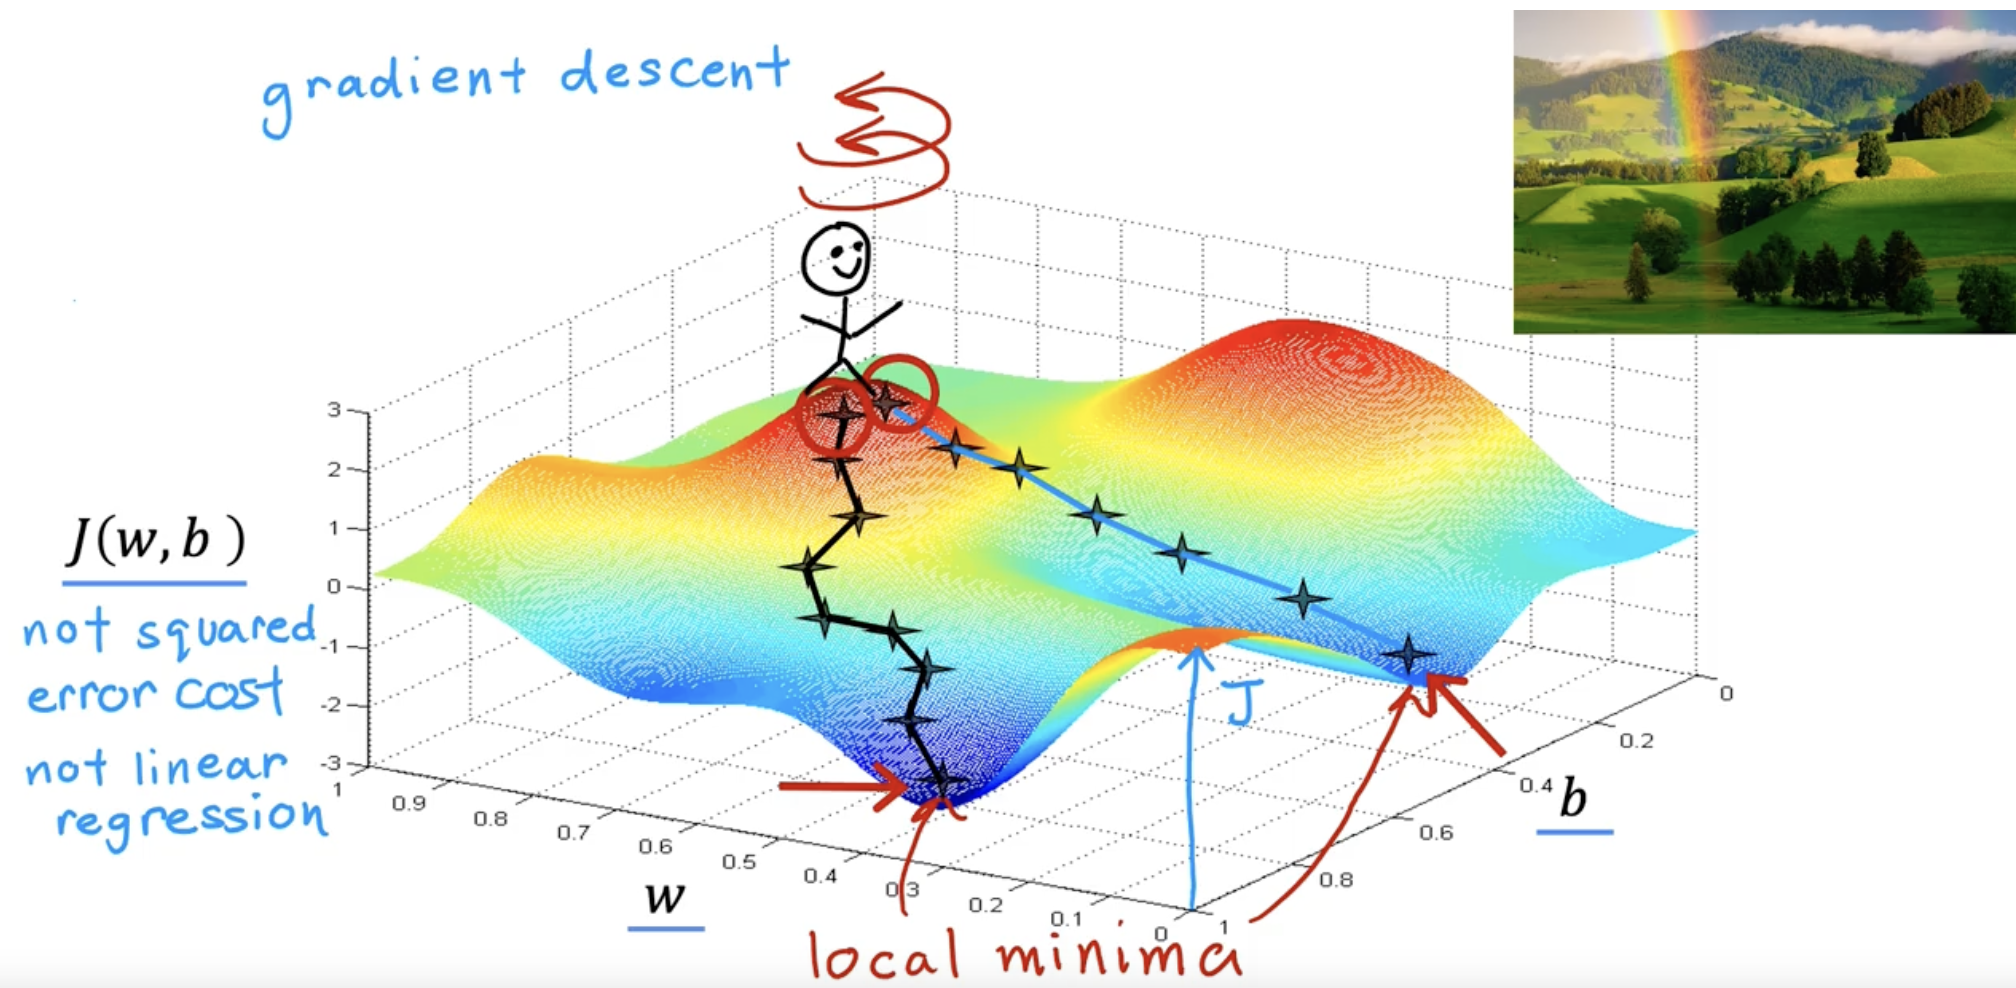 gradient descent
J(w, b )
not squared
error cost
not linear
regression
3
2
1
0
-1
-2
-3
1
0.9
0.8
0.7
0.6
0.5
0.4
0.3
0.2
0.1
0
w
1
0.8
0.6
0.4
0.2
0
b
J
local minima